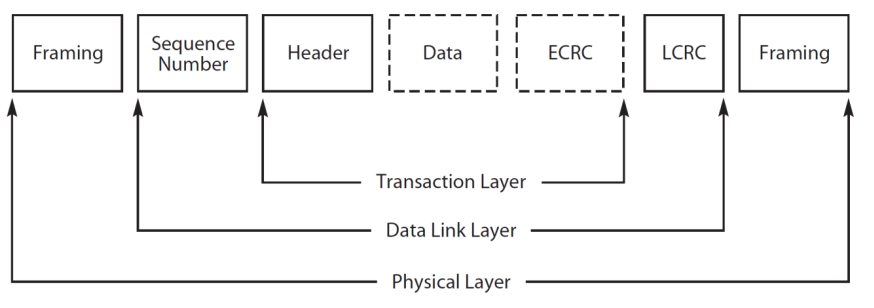 Framing
Sequence
Number
Header
Data
ECRC
LCRC
Framing
Transaction Layer
Data Link Layer
Physical Layer